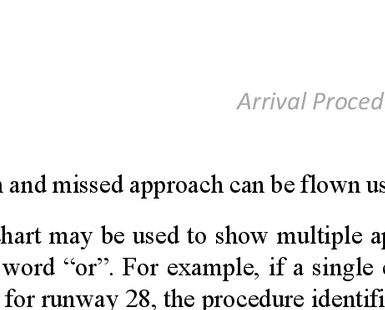 Arrival Proced
n and missed approach can be flown us
hart may be used to show multiple ap
word “or”. For example, if a single
for runway 28, the procedure identifi